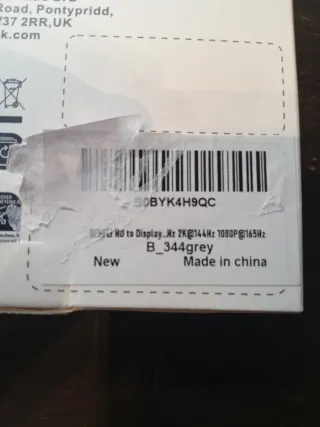 Road, Pontypridd,
37 2RR,UK
k.com
BYK4H9QC
HD to Display..Hz 2K@144Hz 1080P@165Hz
B_344grey
New Made in china